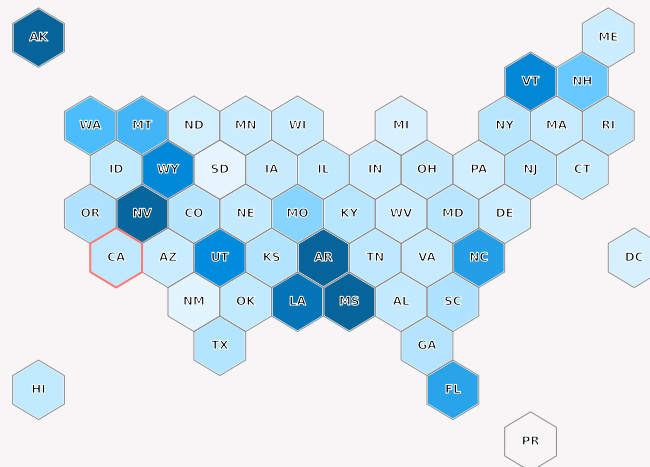 AK
ME
VT NH
WA MT ND MN WI MI NY MA RI
ID WY SD IA IL IN OH PA NJ CT
OR NV CO NE MO KY WV MD DE
CA AZ UT KS AR TN VA NC DC
NM OK LA MS AL SC
TX GA
HI FL
PR